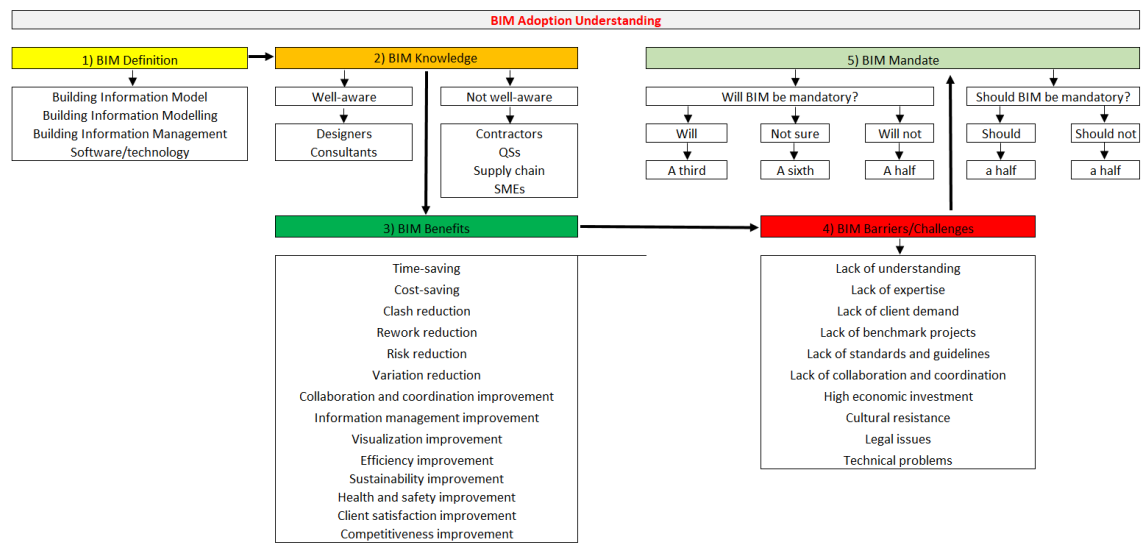 BIM Adoption Understanding
1) BIM Definition
Building Information Model
Building Information Modelling
Building Information Management
Software/technology
2) BIM Knowledge
Well-aware
Designers
Consultants
Not well-aware
Contractors
QSs
Supply chain
SMEs
3) BIM Benefits
Time-saving
Cost-saving
Clash reduction
Rework reduction
Risk reduction
Variation reduction
Collaboration and coordination improvement
Information management improvement
Visualization improvement
Efficiency improvement
Sustainability improvement
Health and safety improvement
Client satisfaction improvement
Competitiveness improvement
4) BIM Barriers/Challenges
Lack of understanding
Lack of expertise
Lack of client demand
Lack of benchmark projects
Lack of standards and guidelines
Lack of collaboration and coordination
High economic investment
Cultural resistance
Legal issues
Technical problems
5) BIM Mandate
Will BIM be mandatory?
Will
A third
Not sure
A sixth
Will not
A half
Should BIM be mandatory?
Should
a half
Should not
a half